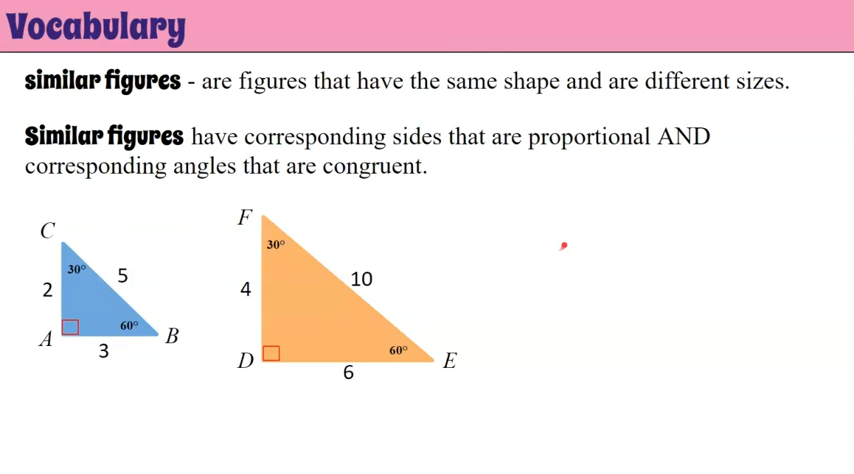 Vocabulary
similar figures - are figures that have the same shape and are different sizes.
Similar figures have corresponding sides that are proportional AND
corresponding angles that are congruent.
C
30°
2
5
60°
A
B
3
F
30°
4
10
60°
D
E
6